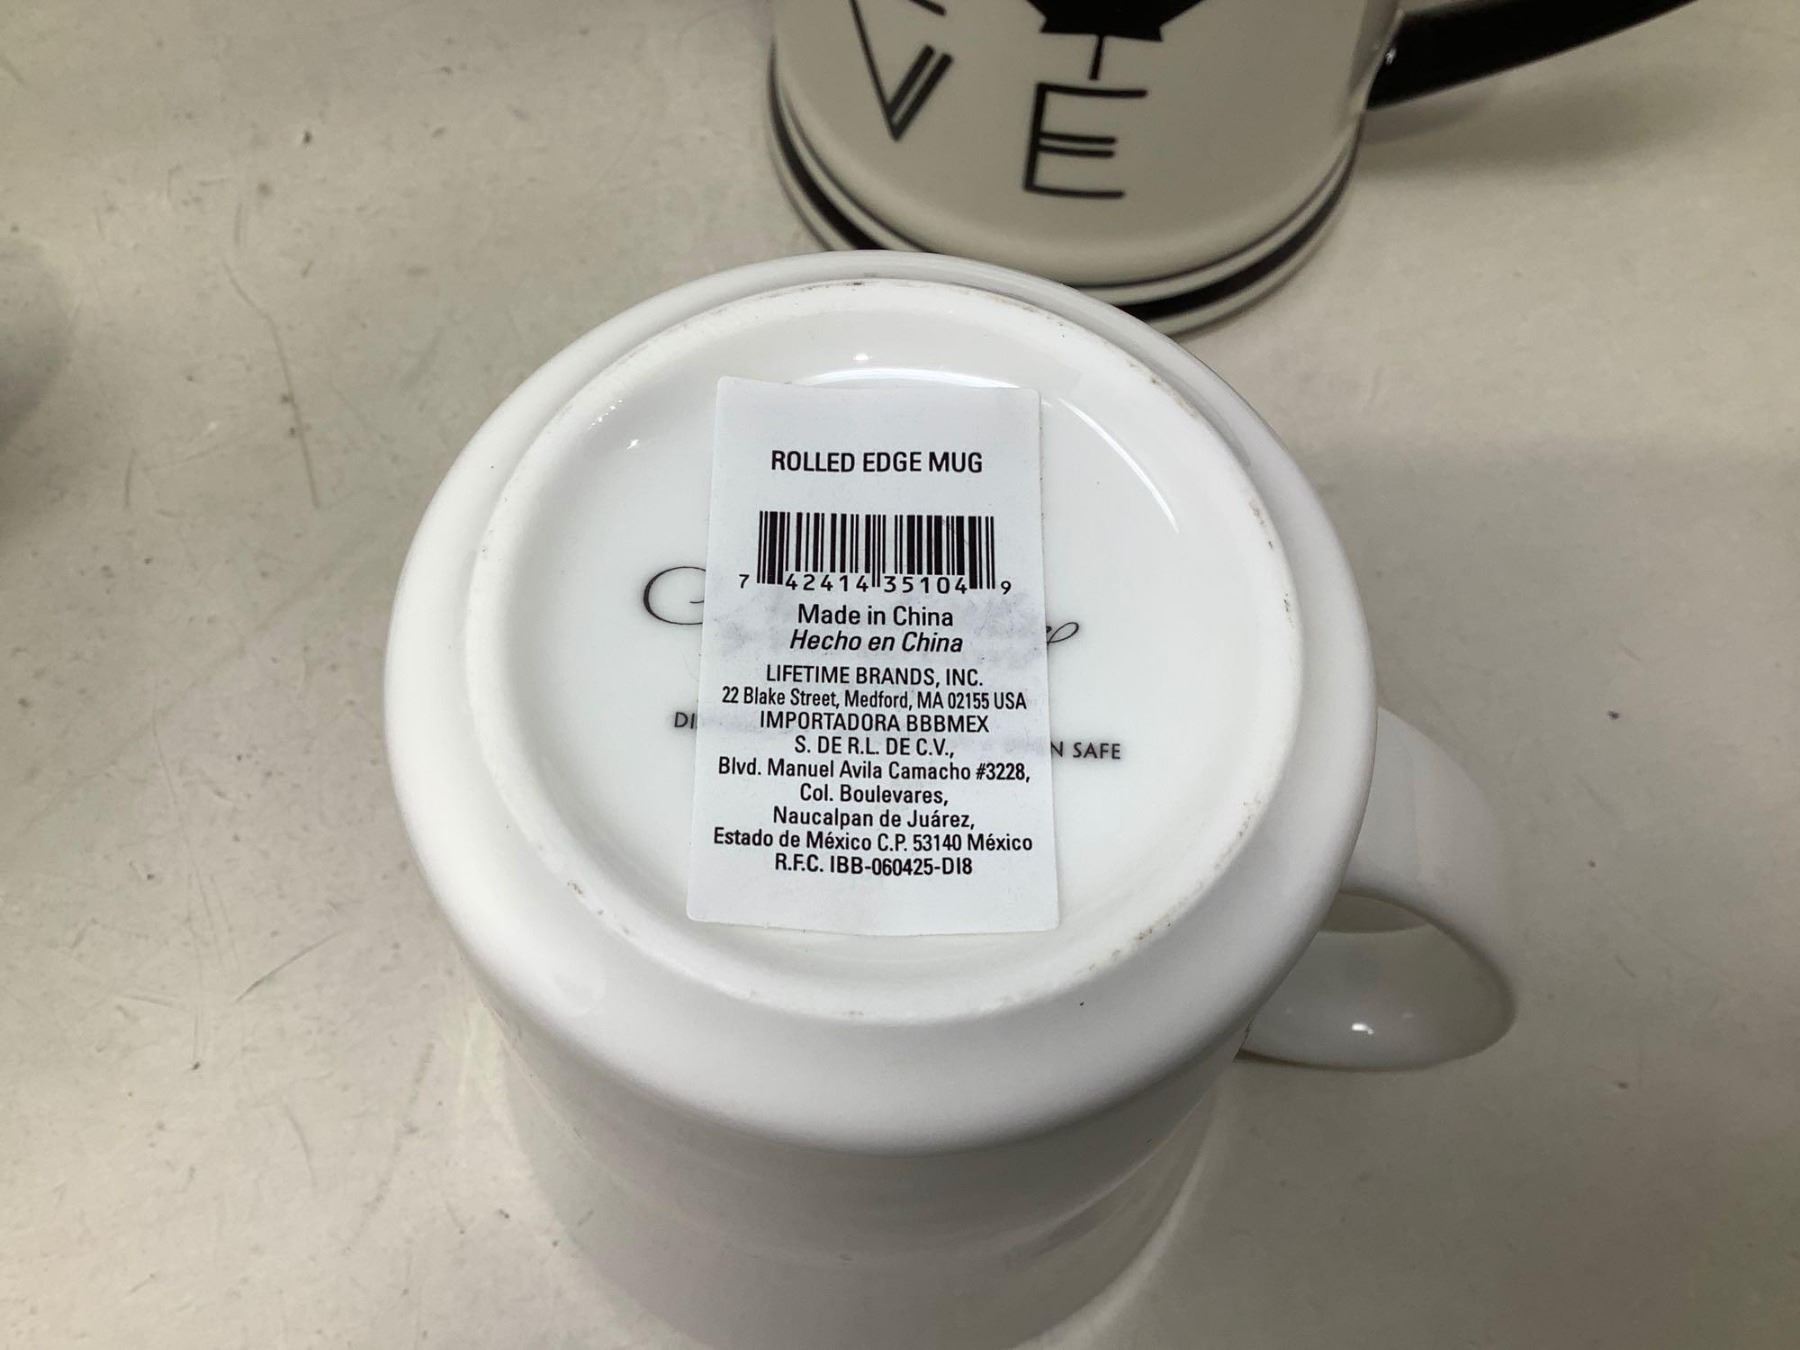 V
E
ROLLED EDGE MUG
7 42414 35104 9
Made in China
Hecho en China
LIFETIME BRANDS, INC.
22 Blake Street, Medford, MA 02155 USA
IMPORTADORA BBBMEX
S. DE R.L. DE C.V.,
Blvd. Manuel Avila Camacho #3228,
Col. Boulevares,
Naucalpan de Juárez,
Estado de México C.P. 53140 México
R.F.C. IBB-060425-DI8
SAFE